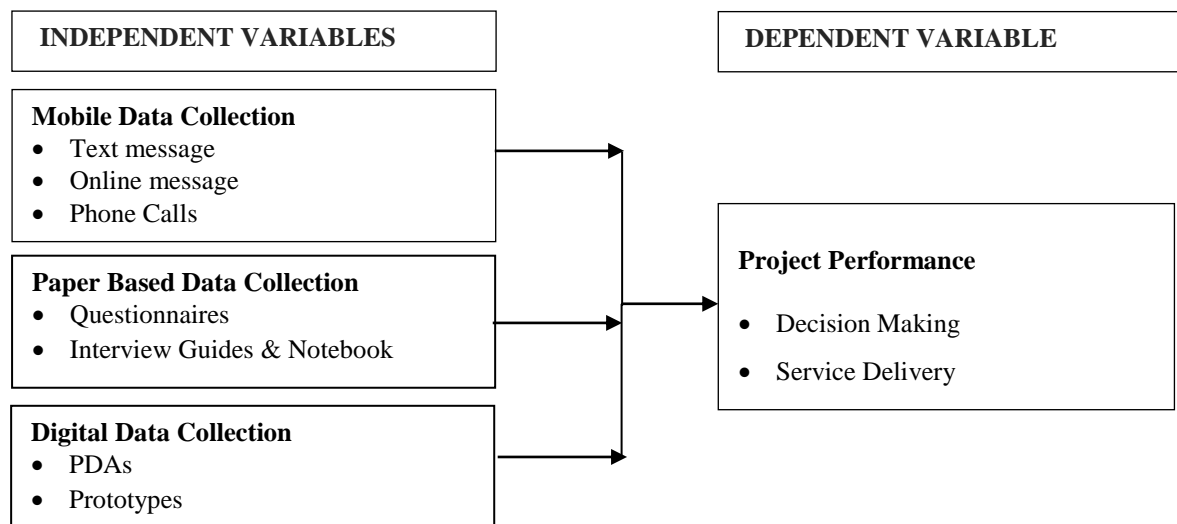 INDEPENDENT VARIABLES
DEPENDENT VARIABLE
Mobile Data Collection
• Text message
• Online message
• Phone Calls
Paper Based Data Collection
• Questionnaires
• Interview Guides & Notebook
Digital Data Collection
• PDAs
• Prototypes
Project Performance
• Decision Making
• Service Delivery